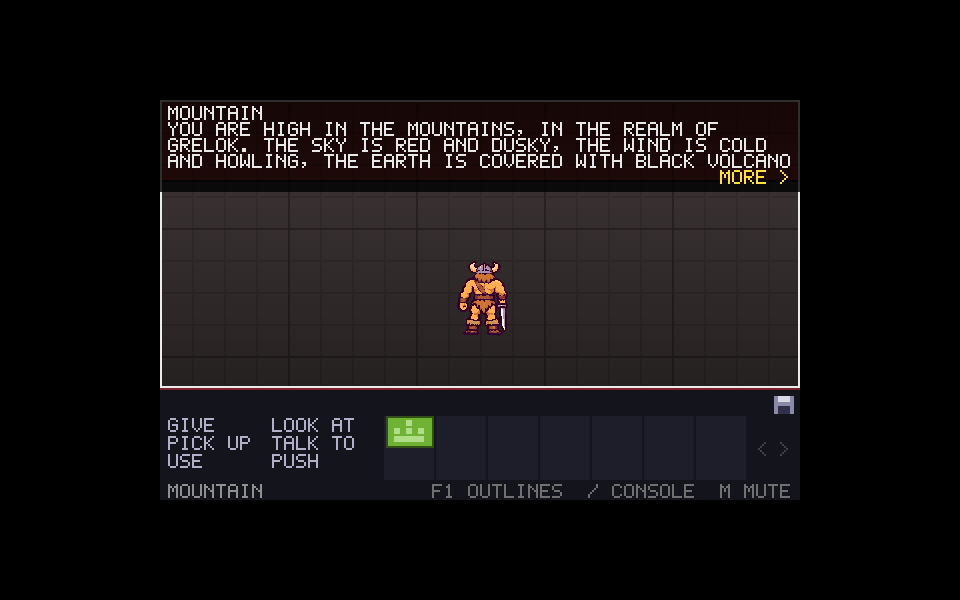 MOUNTAIN
YOU ARE HIGH IN THE MOUNTAINS, IN THE REALM OF
GRELOK. THE SKY IS RED AND DUSKY, THE WIND IS COLD
AND HOWLING, THE EARTH IS COVERED WITH BLACK VOLCANO
MORE >
GIVE LOOK AT
PICK UP TALK TO
USE PUSH
< >
MOUNTAIN F1 OUTLINES / CONSOLE M MUTE